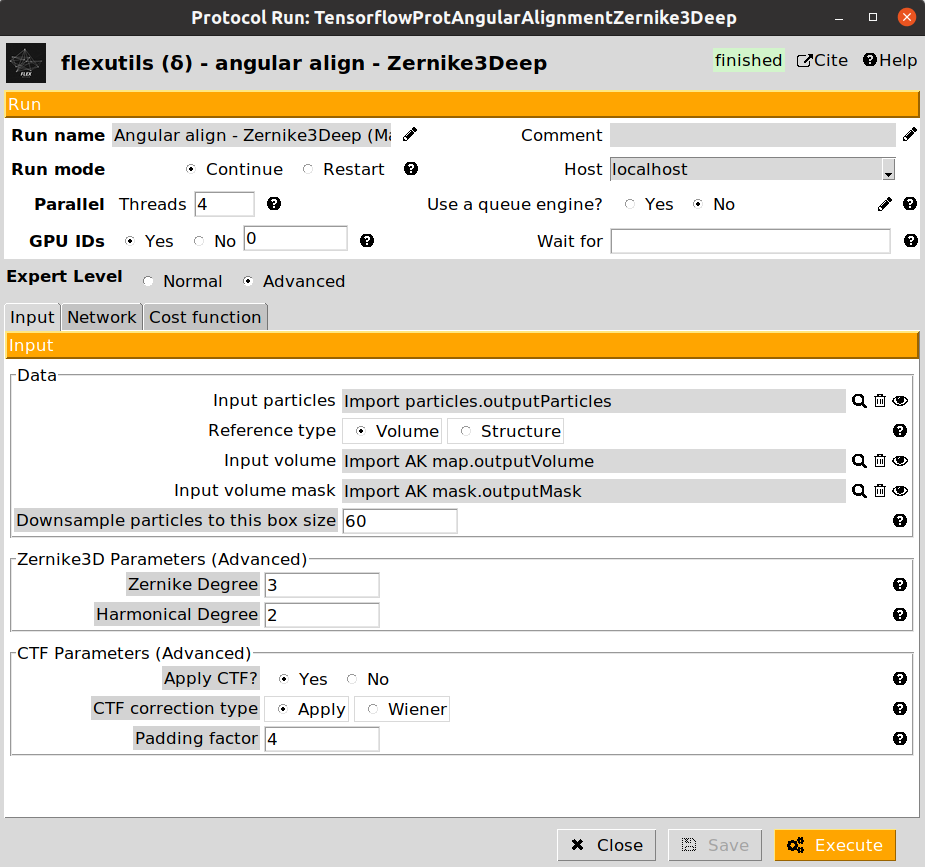 Protocol Run: TensorflowProtAngularAlignmentZernike3Deep
FLEX
flexutils (δ) - angular align - Zernike3Deep finished Cite Help
Run
Run name Angular align - Zernike3Deep (Ma Comment
Run mode Continue Restart Host localhost
Parallel Threads 4 Use a queue engine? Yes No
GPU IDs Yes No 0 Wait for
Expert Level Normal Advanced
Input Network Cost function
Input
Data
Input particles Import particles.outputParticles
Reference type Volume Structure
Input volume Import AK map.outputVolume
Input volume mask Import AK mask.outputMask
Downsample particles to this box size 60
Zernike3D Parameters (Advanced)
Zernike Degree 3
Harmonical Degree 2
CTF Parameters (Advanced)
Apply CTF? Yes No
CTF correction type Apply Wiener
Padding factor 4
Close Save Execute